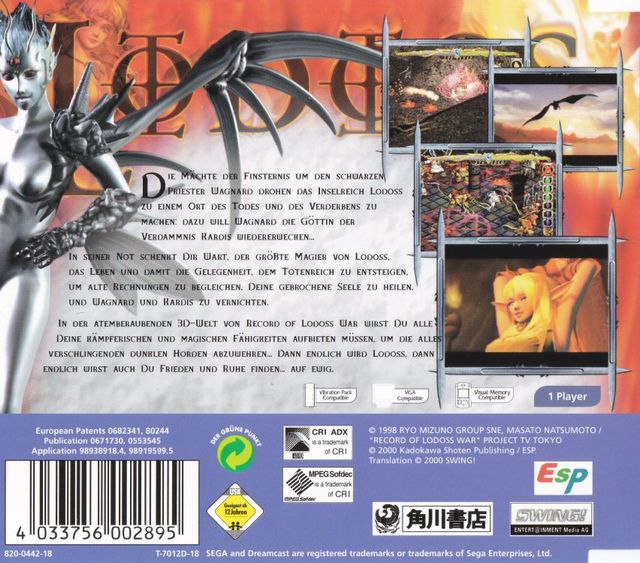 LODOSS
Die Mächte der Finsternis um den schwarzen
Priester Wagnard drohen das Inselreich Lodoss
zu einem Ort des Todes und des Verderbens zu
machen: dazu will Wagnard die Göttin der
Verdammnis Kardis wiedererwecken...
In seiner Not schenkt Dir Wart, der größte Magier von Lodoss,
das Leben und damit die Gelegenheit, dem Totenreich zu entsteigen,
um alte Rechnungen zu begleichen, Deine gebrochene Seele zu heilen,
und Wagnard und Kardis zu vernichten.
In der atemberaubenden 3D-Welt von Record of Lodoss War wirst Du alle
Deine kämpferischen und magischen Fähigkeiten aufbieten müssen, um die alles
verschlingenden dunklen Horden abzuwehren... Dann endlich wird Lodoss, dann
endlich wirst auch Du Frieden und Ruhe finden... auf ewig.
Vibration Pack
Compatible
VGA
Compatible
Visual Memory
Compatible
1 Player
European Patents 0682341, 80244
Publication 0671730, 0553545
Application 98938918.4, 98919599.5
DER GRÜNE PUNKT
CRI ADX
is a trademark
of CRI
MPEG Sofdec
is a trademark
of CRI
MPEG Sofdec
© 1998 RYO MIZUNO GROUP SNE, MASATO NATSUMOTO /
"RECORD OF LODOSS WAR" PROJECT TV TOKYO
© 2000 Kadokawa Shoten Publishing / ESP.
Translation © 2000 SWING!
Esp
USK
Geeignet ab
12 Jahren
角川書店
SWING!
ENTERT@INMENT Media AG
4 033756 002895
820-0442-18
T-7012D-18
SEGA and Dreamcast are registered trademarks or trademarks of Sega Enterprises, Ltd.